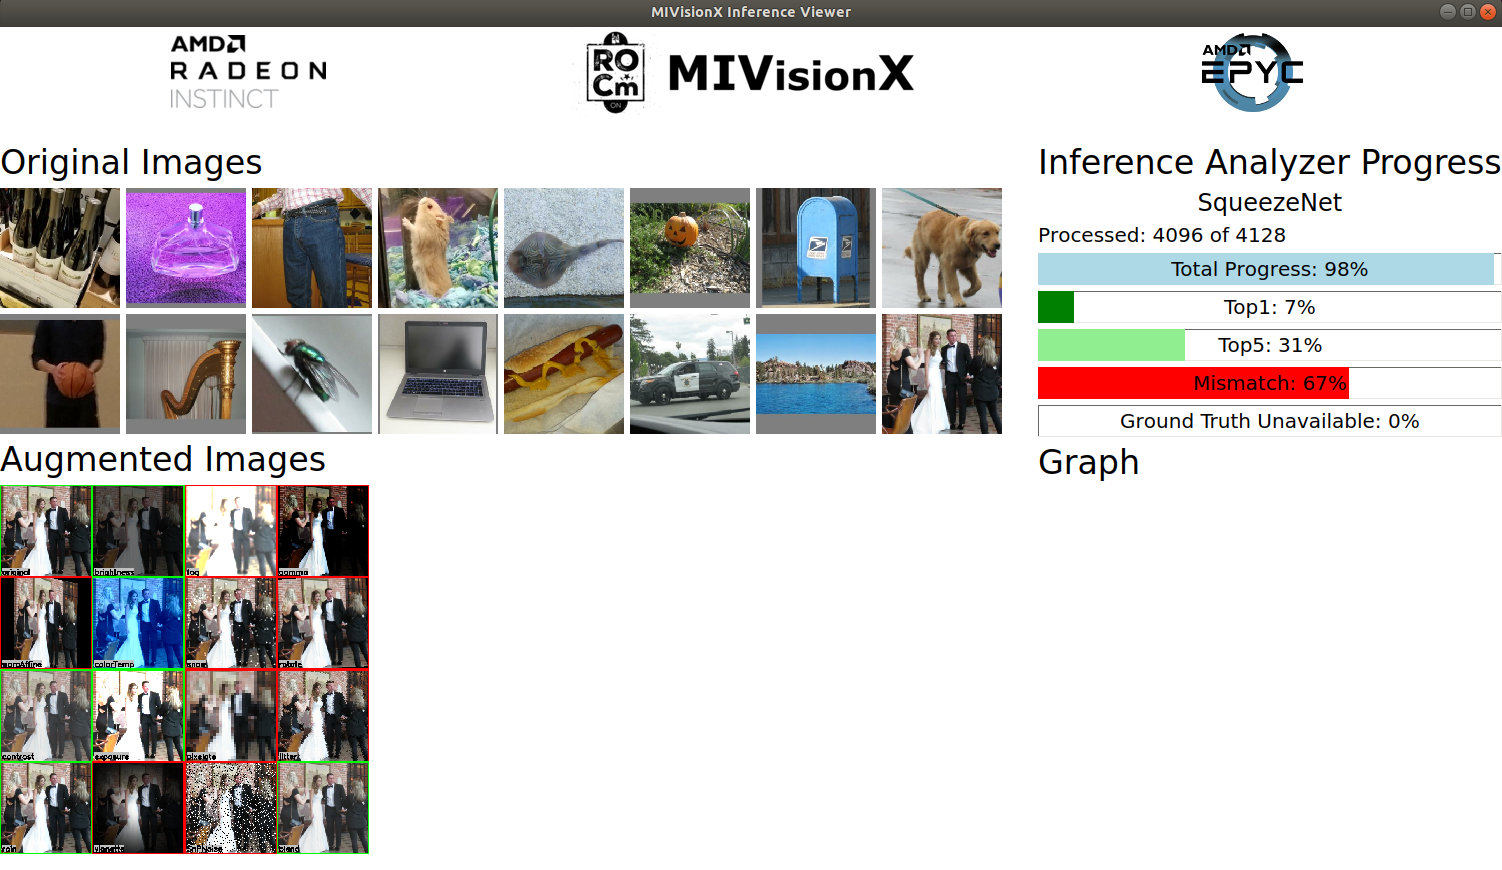 MIVisionX Inference Viewer
AMD
RADEON
INSTINCT
RO
Cm
ON
MIVisionX
AMD
EPYC
Original Images
Inference Analyzer Progress
SqueezeNet
Processed: 4096 of 4128
Total Progress: 98%
Top1: 7%
Top5: 31%
Mismatch: 67%
Ground Truth Unavailable: 0%
Augmented Images
Graph
original
brightness
fog
gamma
warpAffine
colorTemp
snow
rotate
contrast
exposure
pixelate
jitter
rain
vignette
SnPNoise
blend